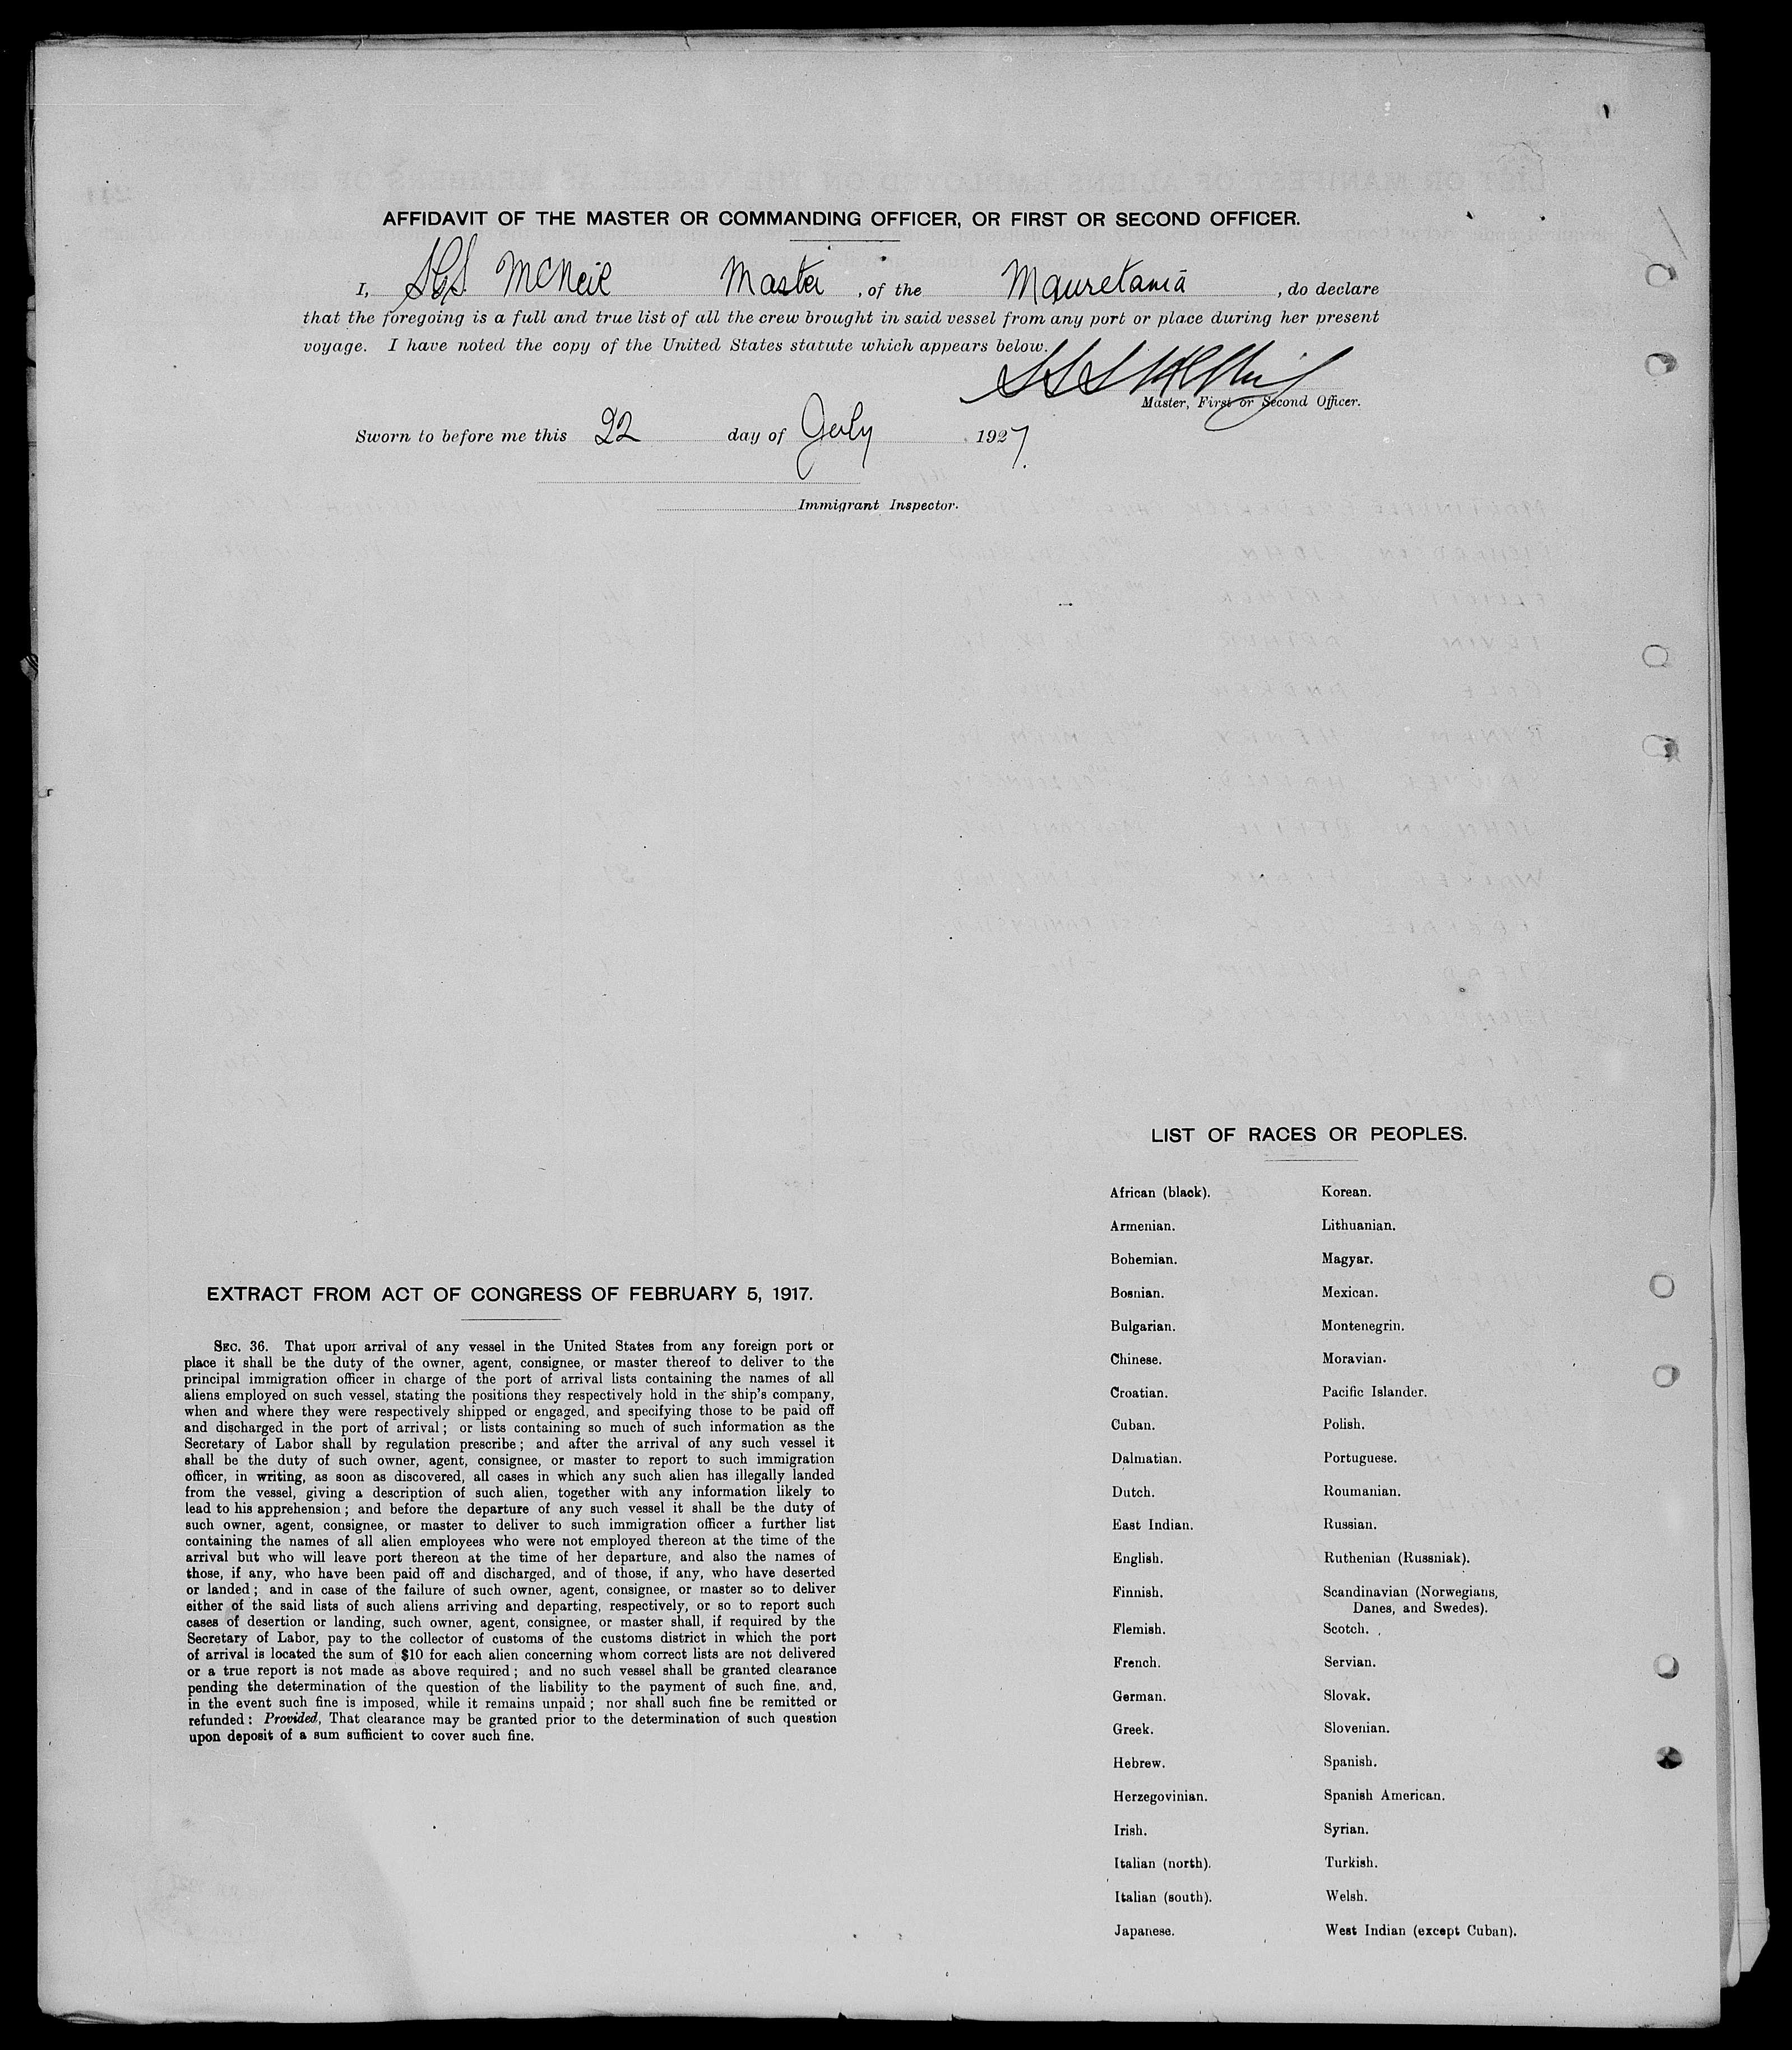 AFFIDAVIT OF THE MASTER OR COMMANDING OFFICER, OR FIRST OR SECOND OFFICER.
I, SGS McNeil Master, of the Mauretania, do declare
that the foregoing is a full and true list of all the crew brought in said vessel from any port or place during her present
voyage. I have noted the copy of the United States statute which appears below.
Master, First or Second Officer.
Sworn to before me this 22 day of July, 1927.
Immigrant Inspector.
EXTRACT FROM ACT OF CONGRESS OF FEBRUARY 5, 1917.
SEC. 36. That upon arrival of any vessel in the United States from any foreign port or
place it shall be the duty of the owner, agent, consignee, or master thereof to deliver to the
principal immigration officer in charge of the port of arrival lists containing the names of all
aliens employed on such vessel, stating the positions they respectively hold in the ship's company,
when and where they were respectively shipped or engaged, and specifying those to be paid off
and discharged in the port of arrival; or lists containing so much of such information as the
Secretary of Labor shall by regulation prescribe; and after the arrival of any such vessel it
shall be the duty of such owner, agent, consignee, or master to report to such immigration
officer, in writing, as soon as discovered, all cases in which any such alien has illegally landed
from the vessel, giving a description of such alien, together with any information likely to
lead to his apprehension; and before the departure of any such vessel it shall be the duty of
such owner, agent, consignee, or master to deliver to such immigration officer a further list
containing the names of all alien employees who were not employed thereon at the time of the
arrival but who will leave port thereon at the time of her departure, and also the names of
those, if any, who have been paid off and discharged, and of those, if any, who have deserted
or landed; and in case of the failure of such owner, agent, consignee, or master so to deliver
either of the said lists of such aliens arriving and departing, respectively, or so to report such
cases of desertion or landing, such owner, agent, consignee, or master shall, if required by the
Secretary of Labor, pay to the collector of customs of the customs district in which the port
of arrival is located the sum of $10 for each alien concerning whom correct lists are not delivered
or a true report is not made as above required; and no such vessel shall be granted clearance
pending the determination of the question of the liability to the payment of such fine, and,
in the event such fine is imposed, while it remains unpaid; nor shall such fine be remitted or
refunded: Provided, That clearance may be granted prior to the determination of such question
upon deposit of a sum sufficient to cover such fine.
LIST OF RACES OR PEOPLES.
African (black).
Armenian.
Bohemian.
Bosnian.
Bulgarian.
Chinese.
Croatian.
Cuban.
Dalmatian.
Dutch.
East Indian.
English.
Finnish.
Flemish.
French.
German.
Greek.
Hebrew.
Herzegovinian.
Irish.
Italian (north).
Italian (south).
Japanese.
Korean.
Lithuanian.
Magyar.
Mexican.
Montenegrin.
Moravian.
Pacific Islander.
Polish.
Portuguese.
Roumanian.
Russian.
Ruthenian (Russniak).
Scandinavian (Norwegians,
Danes, and Swedes).
Scotch.
Servian.
Slovak.
Slovenian.
Spanish.
Spanish American.
Syrian.
Turkish.
Welsh.
West Indian (except Cuban).